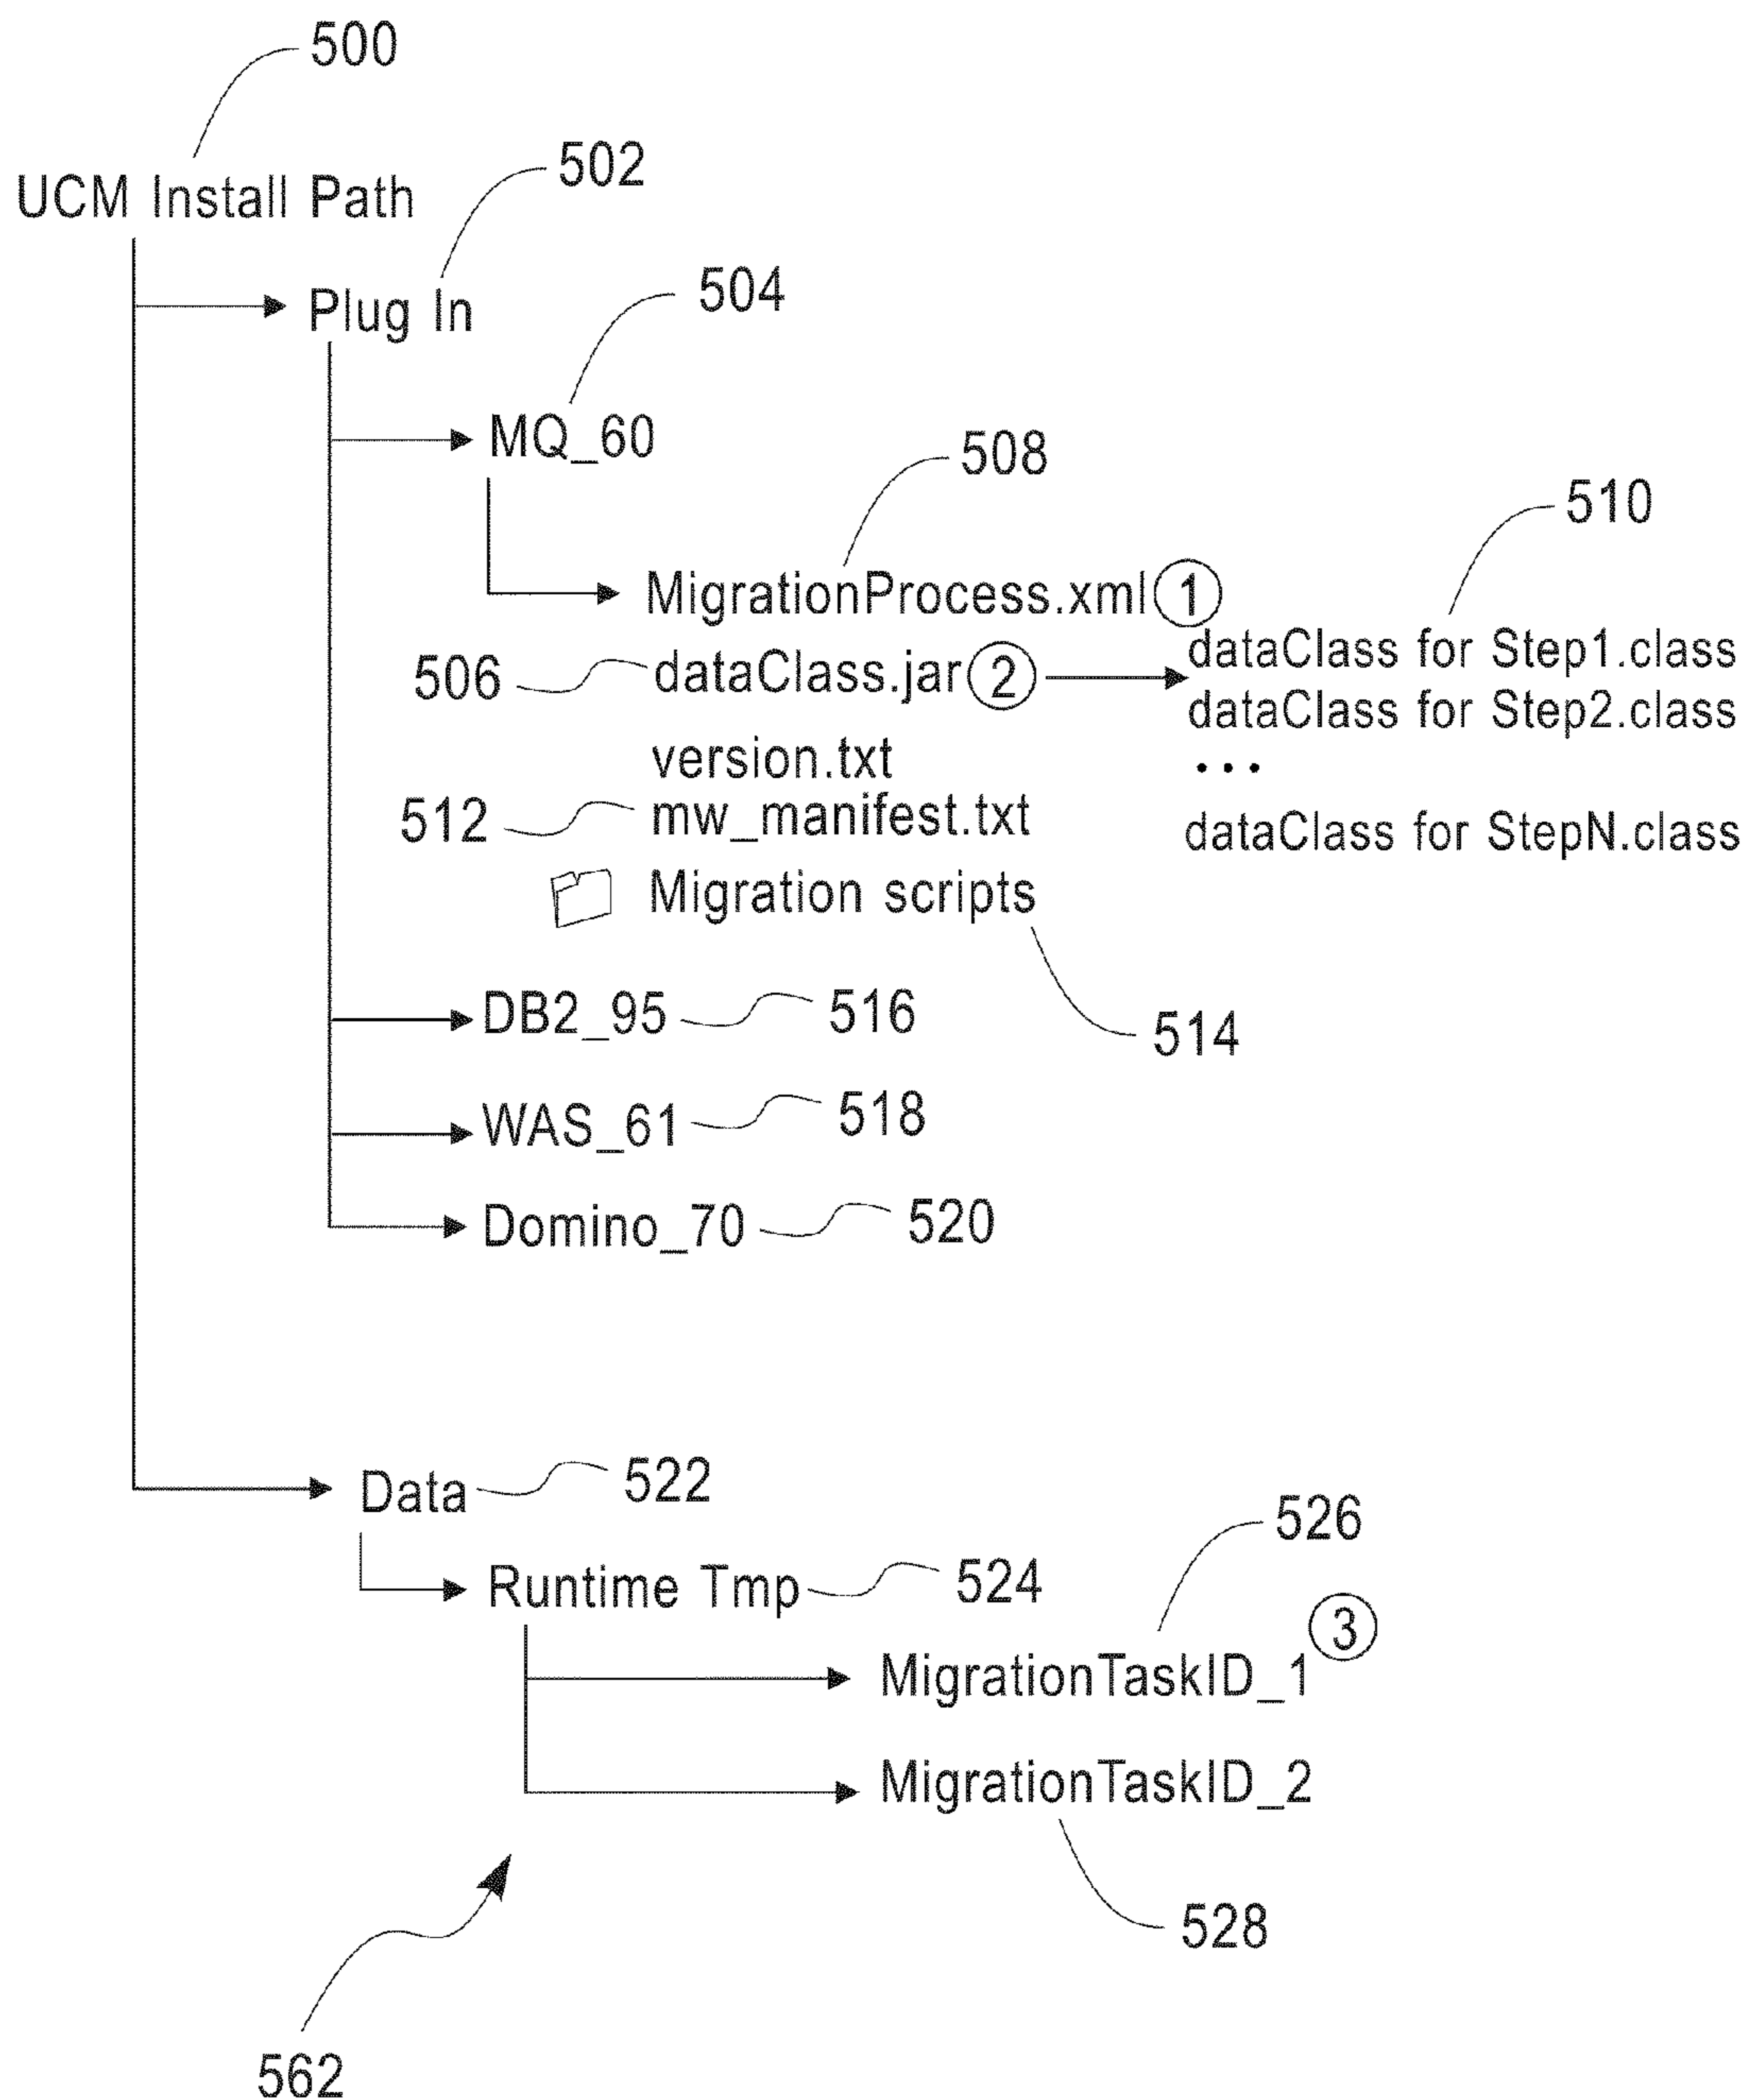 500
UCM Install Path
502
Plug In
504
MQ_60
508
510
MigrationProcess.xml 1
506 dataClass.jar 2
dataClass for Step1.class
dataClass for Step2.class
...
dataClass for StepN.class
version.txt
512 mw_manifest.txt
Migration scripts
514
DB2_95 516
WAS_61 518
Domino_70 520
Data 522
Runtime Tmp 524
526
MigrationTaskID_1 3
MigrationTaskID_2
528
562